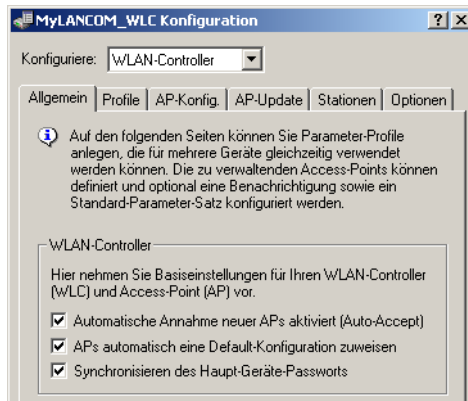 MyLANCOM_WLC Konfiguration
Konfiguriere: WLAN-Controller
Allgemein Profile AP-Konfig. AP-Update Stationen Optionen
Auf den folgenden Seiten können Sie Parameter-Profile
anlegen, die für mehrere Geräte gleichzeitig verwendet
werden können. Die zu verwaltenden Access-Points können
definiert und optional eine Benachrichtigung sowie ein
Standard-Parameter-Satz konfiguriert werden.
WLAN-Controller
Hier nehmen Sie Basiseinstellungen für Ihren WLAN-Controller
(WLC) und Access-Point (AP) vor.
Automatische Annahme neuer APs aktiviert (Auto-Accept)
APs automatisch eine Default-Konfiguration zuweisen
Synchronisieren des Haupt-Geräte-Passworts